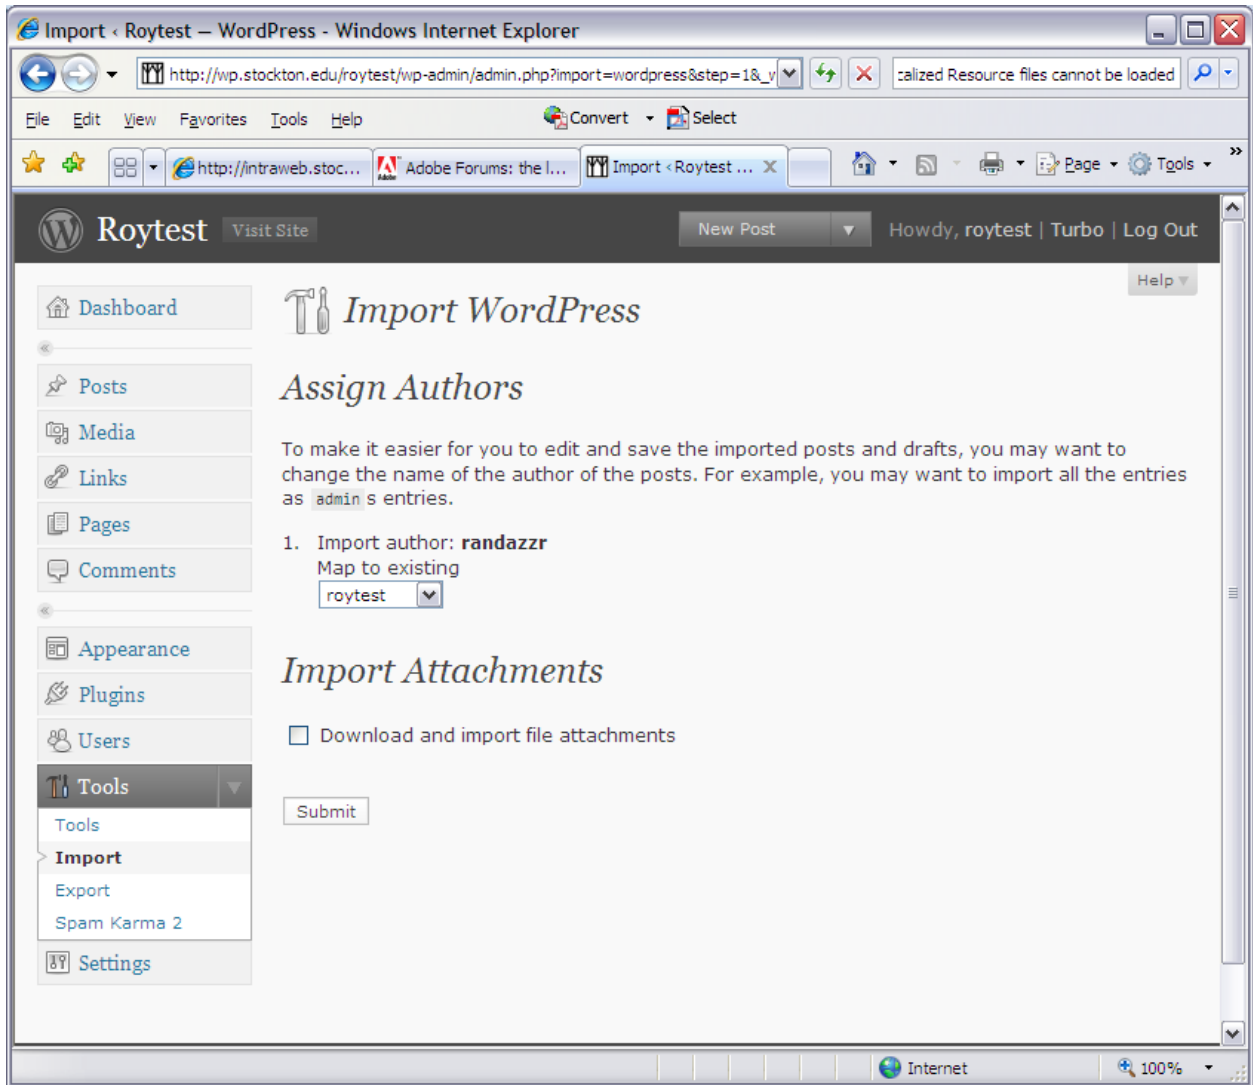 Import ‹ Roytest — WordPress - Windows Internet Explorer
http://wp.stockton.edu/roytest/wp-admin/admin.php?import=wordpress&step=1&_v
calized Resource files cannot be loaded
File Edit View Favorites Tools Help
Convert Select
http://intraweb.stoc... Adobe Forums: the l... Import ‹ Roytest ... X
Page Tools »
Roytest Visit Site New Post Howdy, roytest | Turbo | Log Out
Help
Dashboard
Posts
Media
Links
Pages
Comments
Appearance
Plugins
Users
Tools
Tools
Import
Export
Spam Karma 2
Settings
Import WordPress
Assign Authors
To make it easier for you to edit and save the imported posts and drafts, you may want to
change the name of the author of the posts. For example, you may want to import all the entries
as admin s entries.
1. Import author: randazzr
Map to existing
roytest
Import Attachments
Download and import file attachments
Submit
Internet 100%